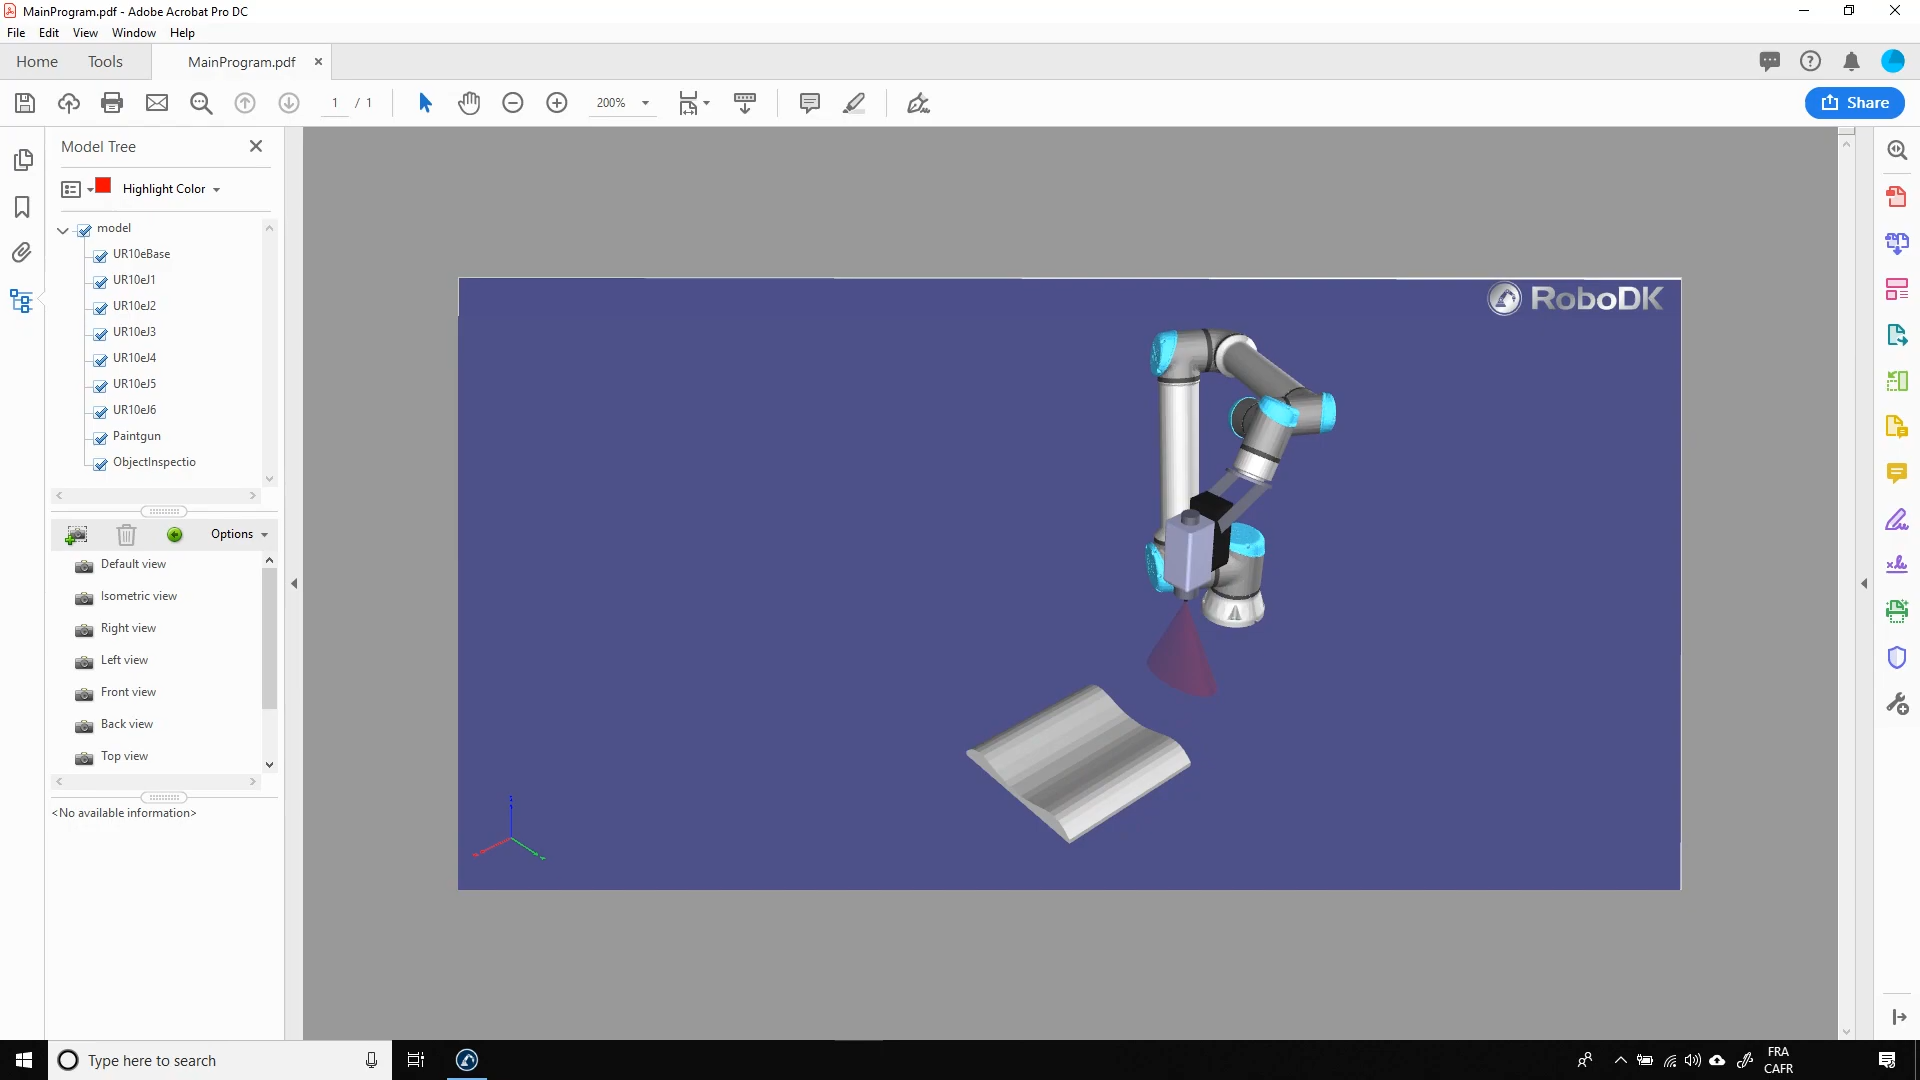 MainProgram.pdf - Adobe Acrobat Pro DC
File Edit View Window Help
Home Tools MainProgram.pdf
1 / 1 200% Share
Model Tree
Highlight Color
model
UR10eBase
UR10eJ1
UR10eJ2
UR10eJ3
UR10eJ4
UR10eJ5
UR10eJ6
Paintgun
ObjectInspectio
Options
Default view
Isometric view
Right view
Left view
Front view
Back view
Top view
<No available information>
RoboDK
Type here to search
FRA
CAFR